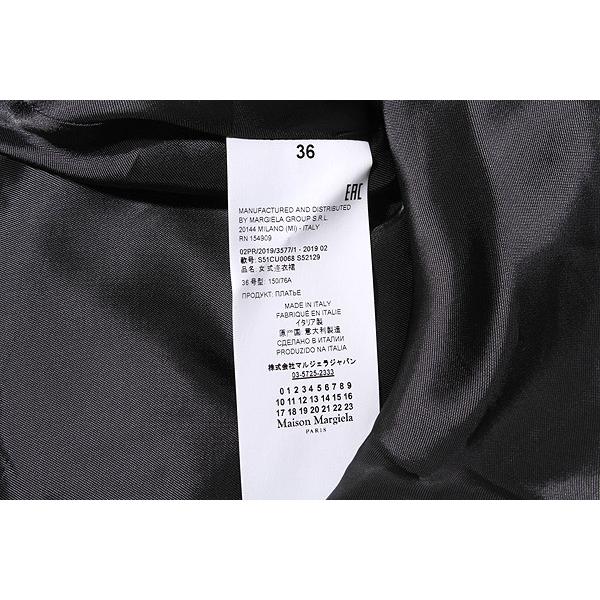 36
EAC
MANUFACTURED AND DISTRIBUTED
BY MARGIELA GROUP S.R.L.
20144 MILANO (MI) - ITALY
RN 154909
02PR/2019/3577/1 - 2019 02
款号: S51CU0068 S52129
品名: 女式连衣裙
36 号型: 150/76A
ПРОДУКТ: ПЛАТЬЕ
MADE IN ITALY
FABRIQUÉ EN ITALIE
イタリア製
原产国: 意大利製造
СДЕЛАНО В ИТАЛИИ
PRODUZIDO NA ITALIA
株式会社マルジェラジャパン
03-5725-2333
0 1 2 3 4 5 6 7 8 9
10 11 12 13 14 15 16
17 18 19 20 21 22 23
Maison Margiela
PARIS